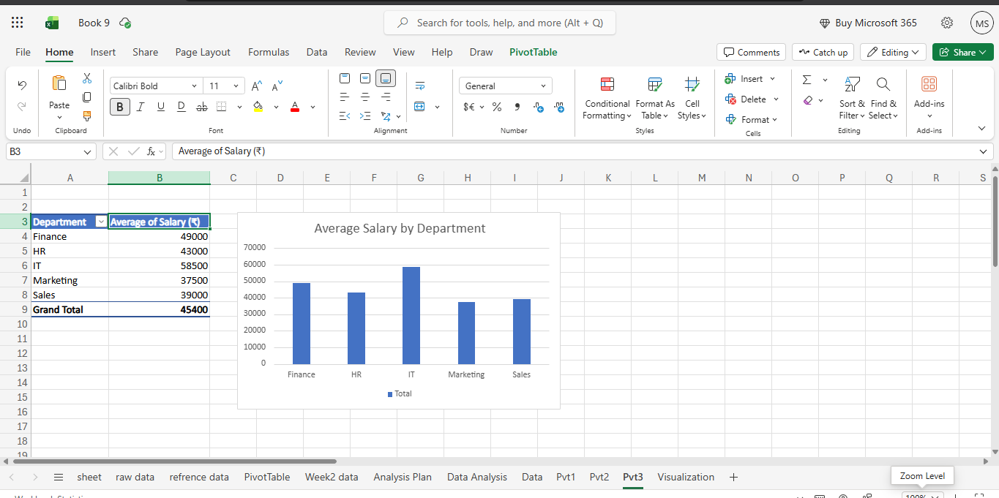 Book 9
Search for tools, help, and more (Alt + Q)
Buy Microsoft 365
MS
File Home Insert Share Page Layout Formulas Data Review View Help Draw PivotTable
Comments Catch up Editing Share
Paste
Calibri Bold 11
General
Insert
Conditional Formatting
Format As Table
Cell Styles
Delete
Format
Sort & Filter
Find & Select
Add-ins
B I U D ab A
$€ % 9
Undo Clipboard Font Alignment Number Styles Cells Editing Add-ins
B3 fx Average of Salary (₹)
A B C D E F G H I J K L M N O P Q R S
1
2
3 Department Average of Salary (₹)
4 Finance 49000
5 HR 43000
6 IT 58500
7 Marketing 37500
8 Sales 39000
9 Grand Total 45400
10
11
12
13
14
15
16
17
18
19
Average Salary by Department
70000
60000
50000
40000
30000
20000
10000
0
Finance HR IT Marketing Sales
Total
sheet raw data refrence data PivotTable Week2 data Analysis Plan Data Analysis Data Pvt1 Pvt2 Pvt3 Visualization
Zoom Level
100%